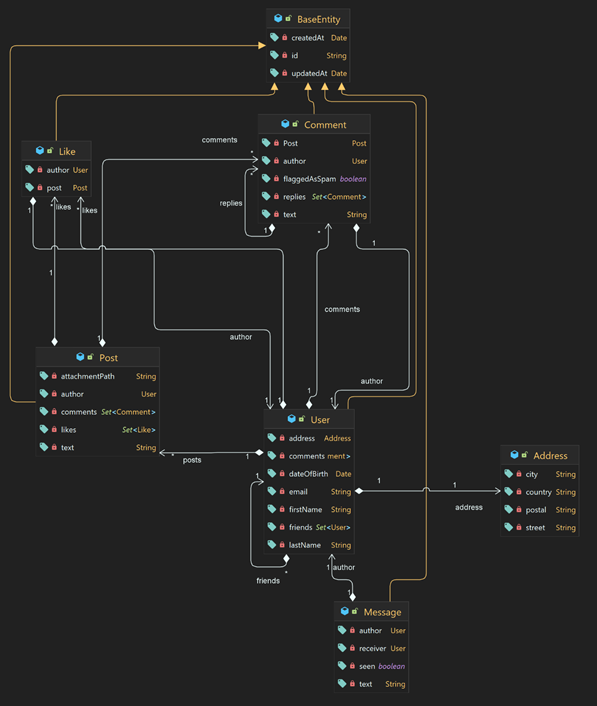 BaseEntity
createdAt Date
id String
updatedAt Date
Comment
Post Post
author User
flaggedAsSpam boolean
replies Set<Comment>
text String
Like
author User
post Post
comments
*
*
replies
1
* likes
* likes
1
*
1
1
comments
1
author
author
1
1
1
1
1
1
Post
attachmentPath String
author User
comments Set<Comment>
likes Set<Like>
text String
User
address Address
comments ment>
dateOfBirth Date
email String
firstName String
friends Set<User>
lastName String
* posts 1
1
1
1
address
Address
city String
country String
postal String
street String
friends *
1 author
1
Message
author User
receiver User
seen boolean
text String